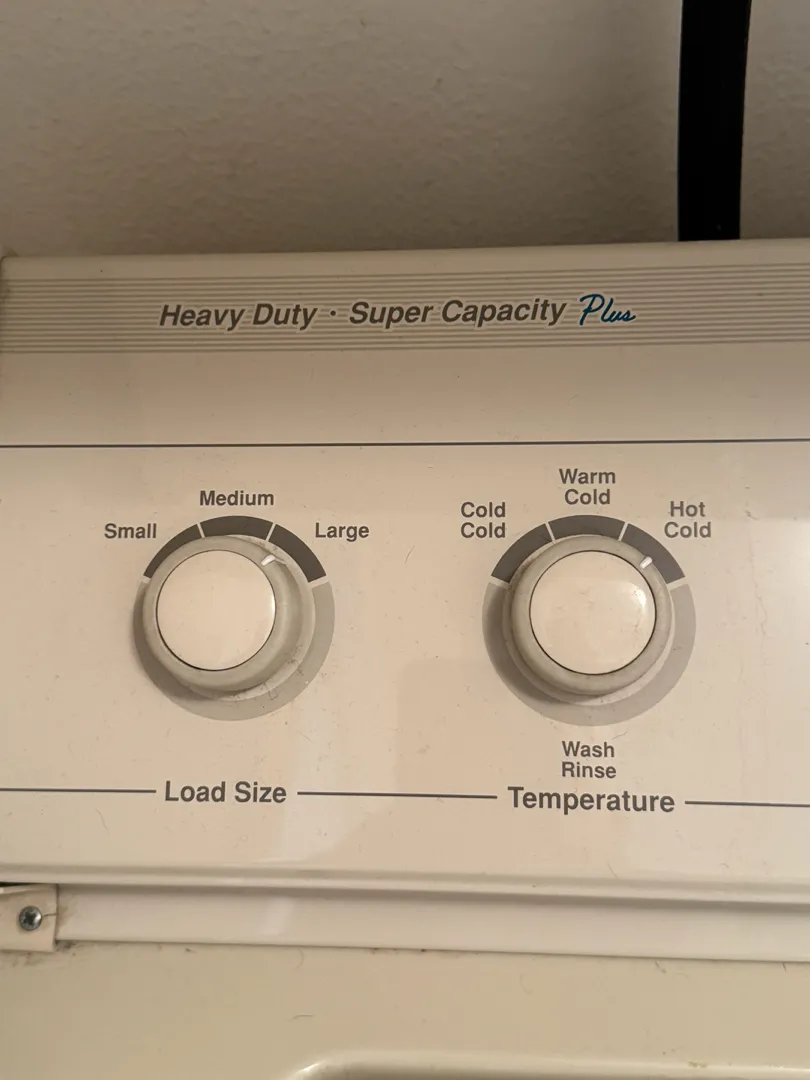 Heavy Duty · Super Capacity Plus
Small
Medium
Large
Load Size
Cold
Cold
Warm
Cold
Hot
Cold
Wash
Rinse
Temperature